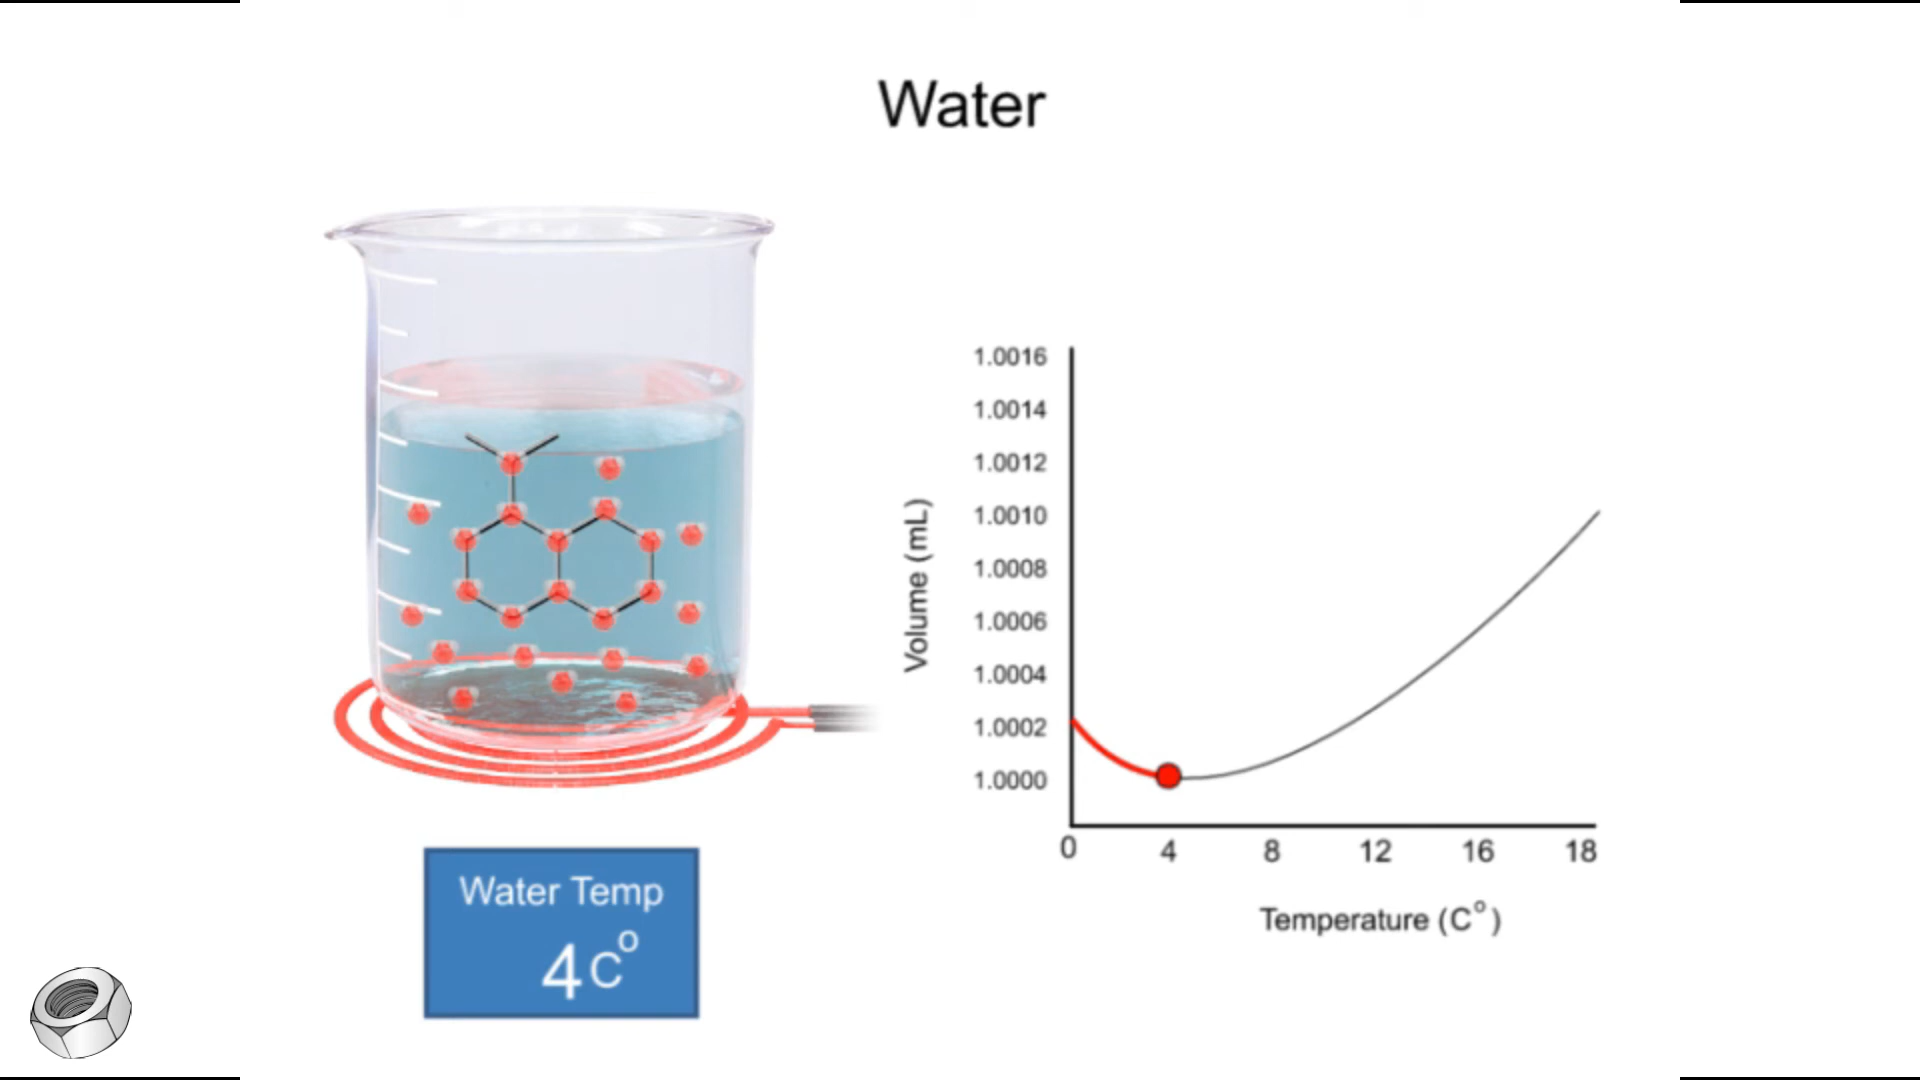 Water
1.0016
1.0014
1.0012
1.0010
1.0008
1.0006
1.0004
1.0002
1.0000
Volume (mL)
0 4 8 12 16 18
Temperature (C°)
Water Temp
4 C°